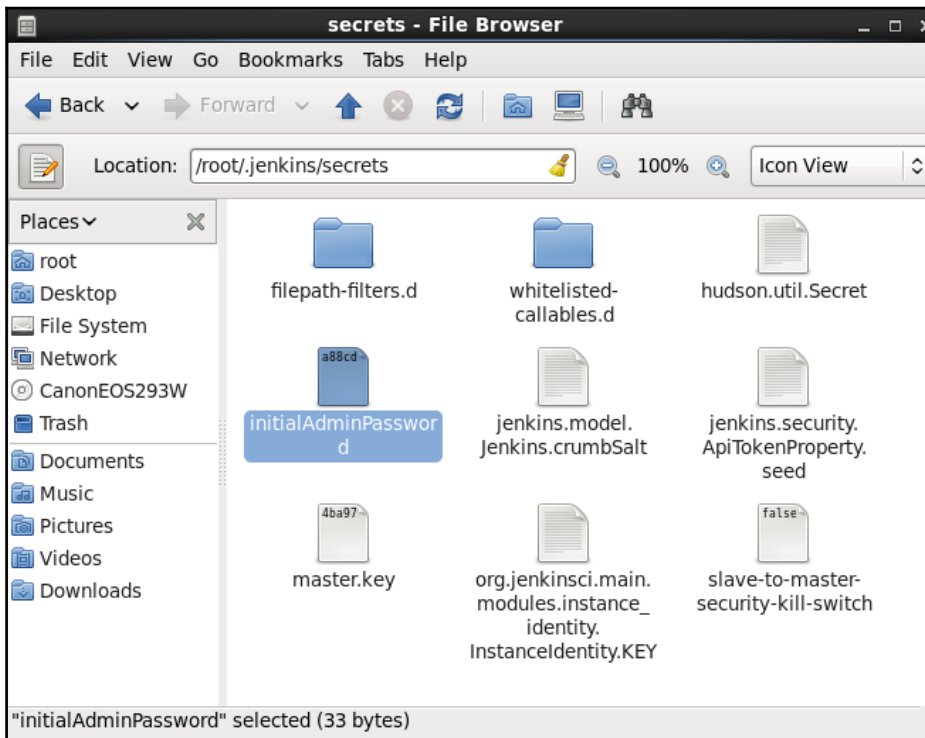 secrets - File Browser
File Edit View Go Bookmarks Tabs Help
Back Forward
Location: /root/.jenkins/secrets 100% Icon View
Places
root
Desktop
File System
Network
CanonEOS293W
Trash
Documents
Music
Pictures
Videos
Downloads
filepath-filters.d
whitelisted-
callables.d
hudson.util.Secret
a88cd
initialAdminPasswor
d
jenkins.model.
Jenkins.crumbSalt
jenkins.security.
ApiTokenProperty.
seed
4ba97
master.key
org.jenkinsci.main.
modules.instance_
identity.
InstanceIdentity.KEY
false
slave-to-master-
security-kill-switch
"initialAdminPassword" selected (33 bytes)